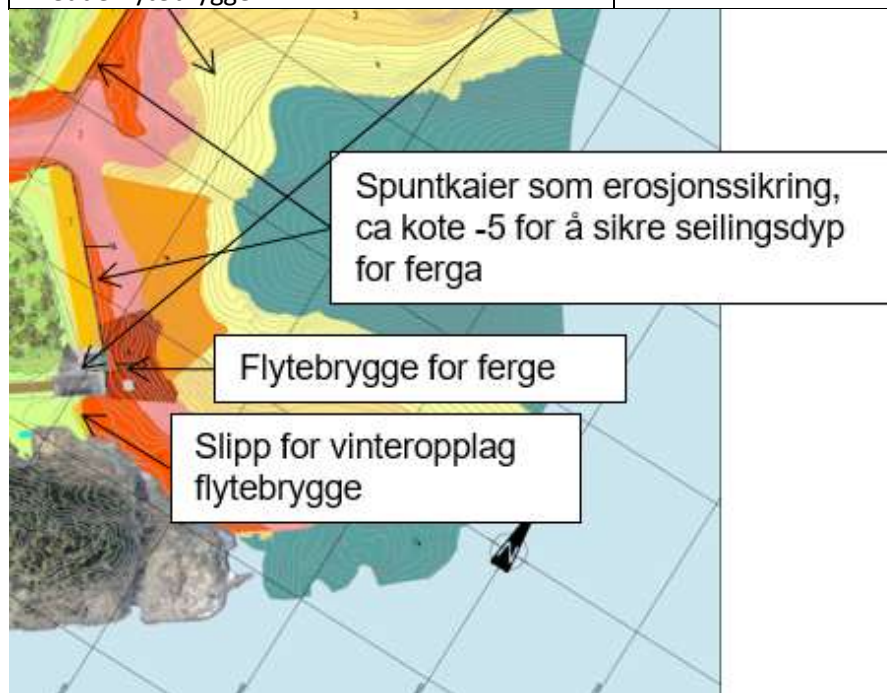 Spuntkaier som erosjonssikring,
ca kote -5 for å sikre seilingsdyp
for ferga
Flytebrygge for ferge
Slipp for vinteropplag
flytebrygge
N